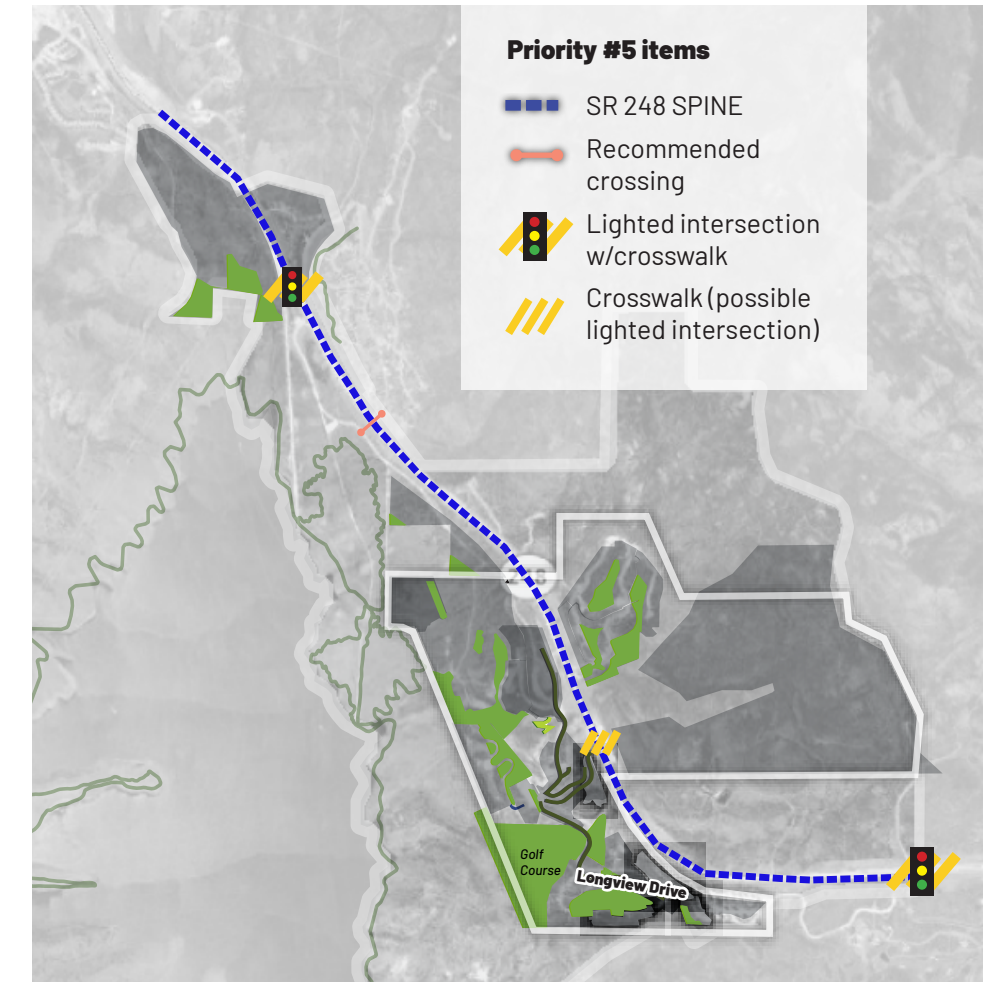 Priority #5 items
SR 248 SPINE
Recommended
crossing
Lighted intersection
w/crosswalk
Crosswalk (possible
lighted intersection)
248
Golf
Course
Longview Drive